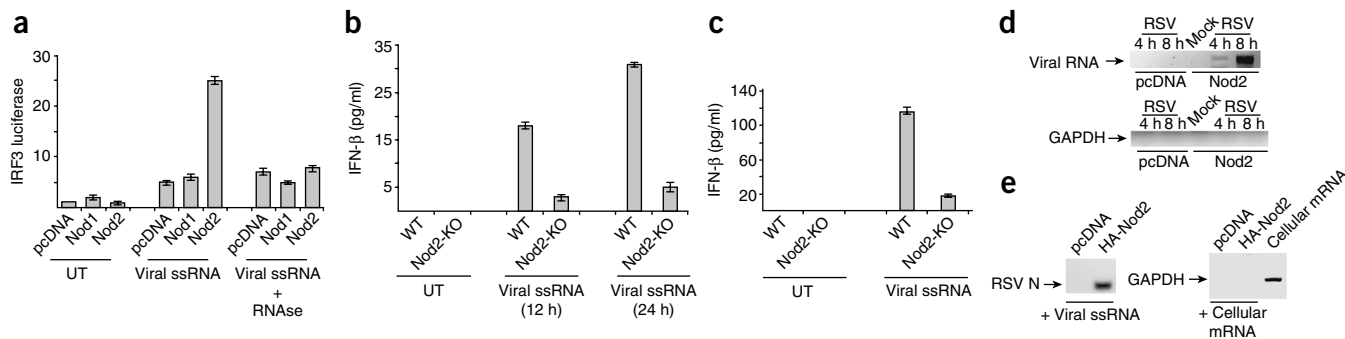 a
IRF3 luciferase
30
20
10
pcDNA
Nod1
Nod2
pcDNA
Nod1
Nod2
pcDNA
Nod1
Nod2
UT
Viral ssRNA
Viral ssRNA
+
RNAse
b
IFN-β (pg/ml)
35
25
15
5
WT
Nod2-KO
WT
Nod2-KO
WT
Nod2-KO
UT
Viral ssRNA
(12 h)
Viral ssRNA
(24 h)
c
IFN-β (pg/ml)
140
100
60
20
WT
Nod2-KO
WT
Nod2-KO
UT
Viral ssRNA
d
RSV
Mock
RSV
4 h 8 h
4 h 8 h
Viral RNA
pcDNA
Nod2
RSV
Mock
RSV
4 h 8 h
4 h 8 h
GAPDH
pcDNA
Nod2
e
pcDNA
HA-Nod2
RSV N
+ Viral ssRNA
pcDNA
HA-Nod2
Cellular mRNA
GAPDH
+ Cellular
mRNA